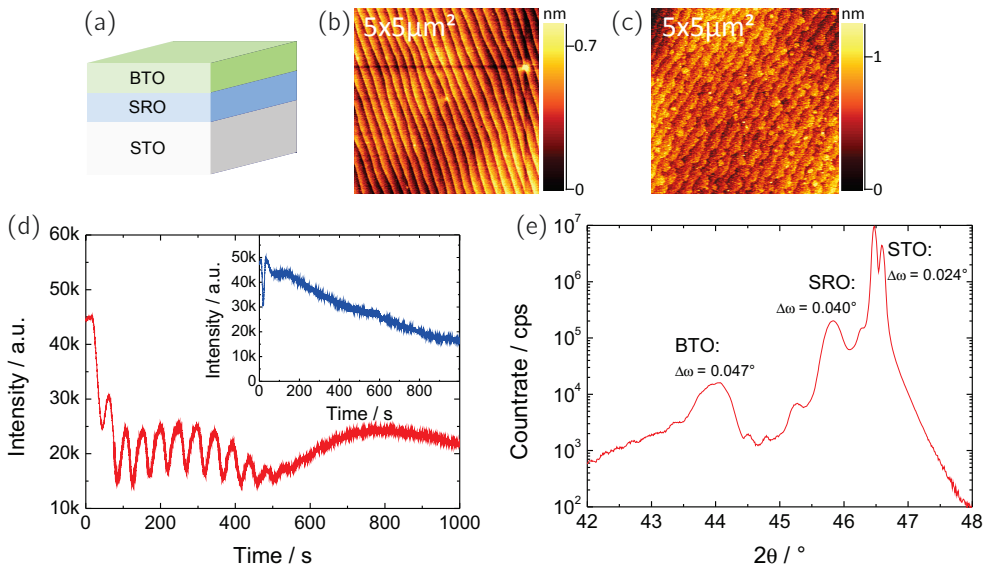 (a)
BTO
SRO
STO
(b)
5x5µm²
nm
0.7
0
(c)
5x5µm²
nm
1
0
(d)
60k
50k
40k
30k
20k
10k
Intensity / a.u.
0 200 400 600 800 1000
Time / s
50k
40k
30k
20k
10k
0
Intensity / a.u.
0 200 400 600 800
Time / s
(e)
10⁷
10⁶
10⁵
10⁴
10³
10²
Countrate / cps
BTO:
Δω = 0.047°
SRO:
Δω = 0.040°
STO:
Δω = 0.024°
42 43 44 45 46 47 48
2θ / °